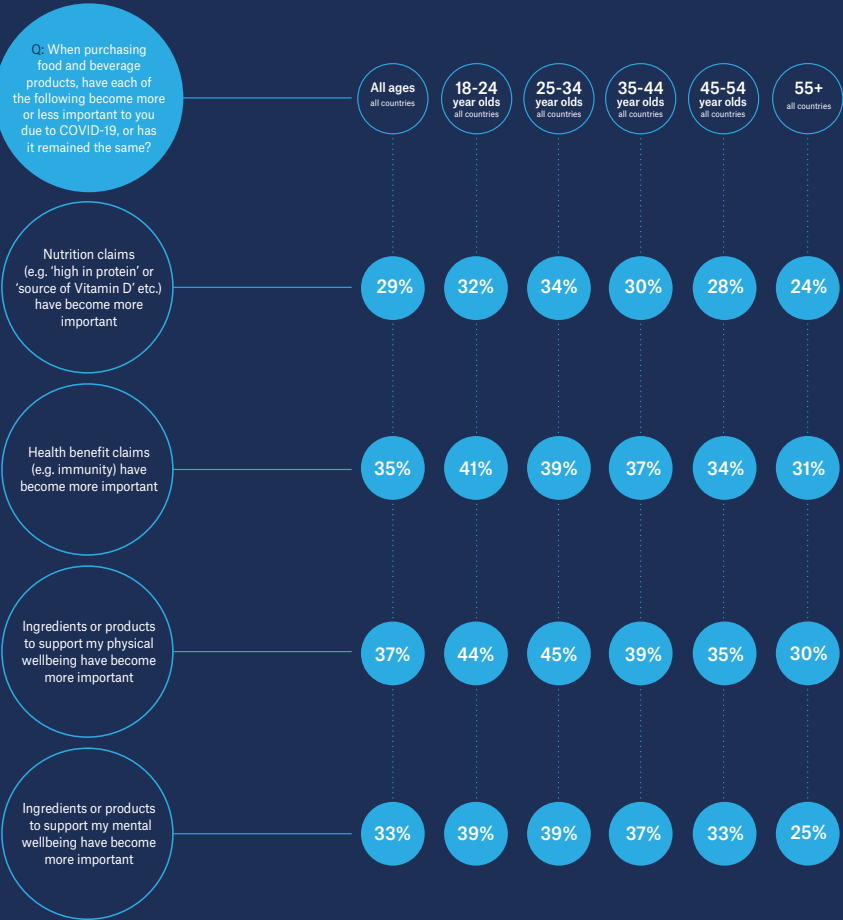 Q: When purchasing
food and beverage
products, have each of
the following become more
or less important to you
due to COVID-19, or has
it remained the same?
All ages
all countries
18-24
year olds
all countries
25-34
year olds
all countries
35-44
year olds
all countries
45-54
year olds
all countries
55+
all countries
Nutrition claims
(e.g. ‘high in protein’ or
‘source of Vitamin D’ etc.)
have become more
important
29% 32% 34% 30% 28% 24%
Health benefit claims
(e.g. immunity) have
become more important
35% 41% 39% 37% 34% 31%
Ingredients or products
to support my physical
wellbeing have become
more important
37% 44% 45% 39% 35% 30%
Ingredients or products
to support my mental
wellbeing have become
more important
33% 39% 39% 37% 33% 25%